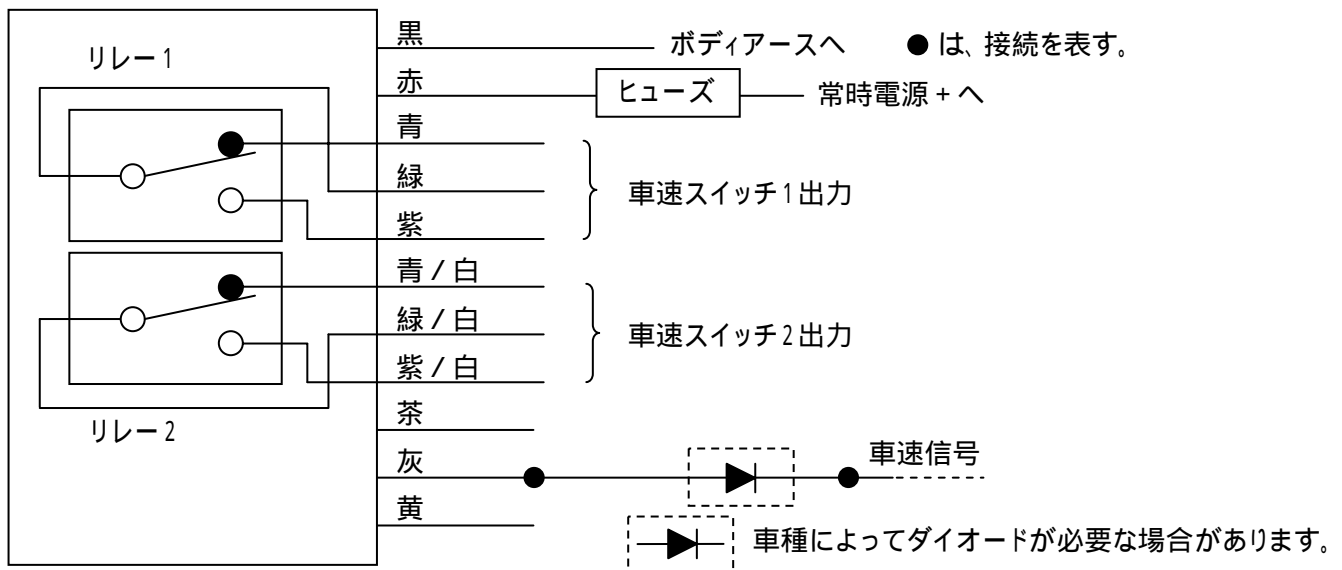 黒
ボディアースへ
●は、接続を表す。
リレー1
赤
ヒューズ
常時電源+へ
青
緑
車速スイッチ1出力
紫
青/白
緑/白
車速スイッチ2出力
紫/白
茶
リレー2
車速信号
灰
黄
車種によってダイオードが必要な場合があります。